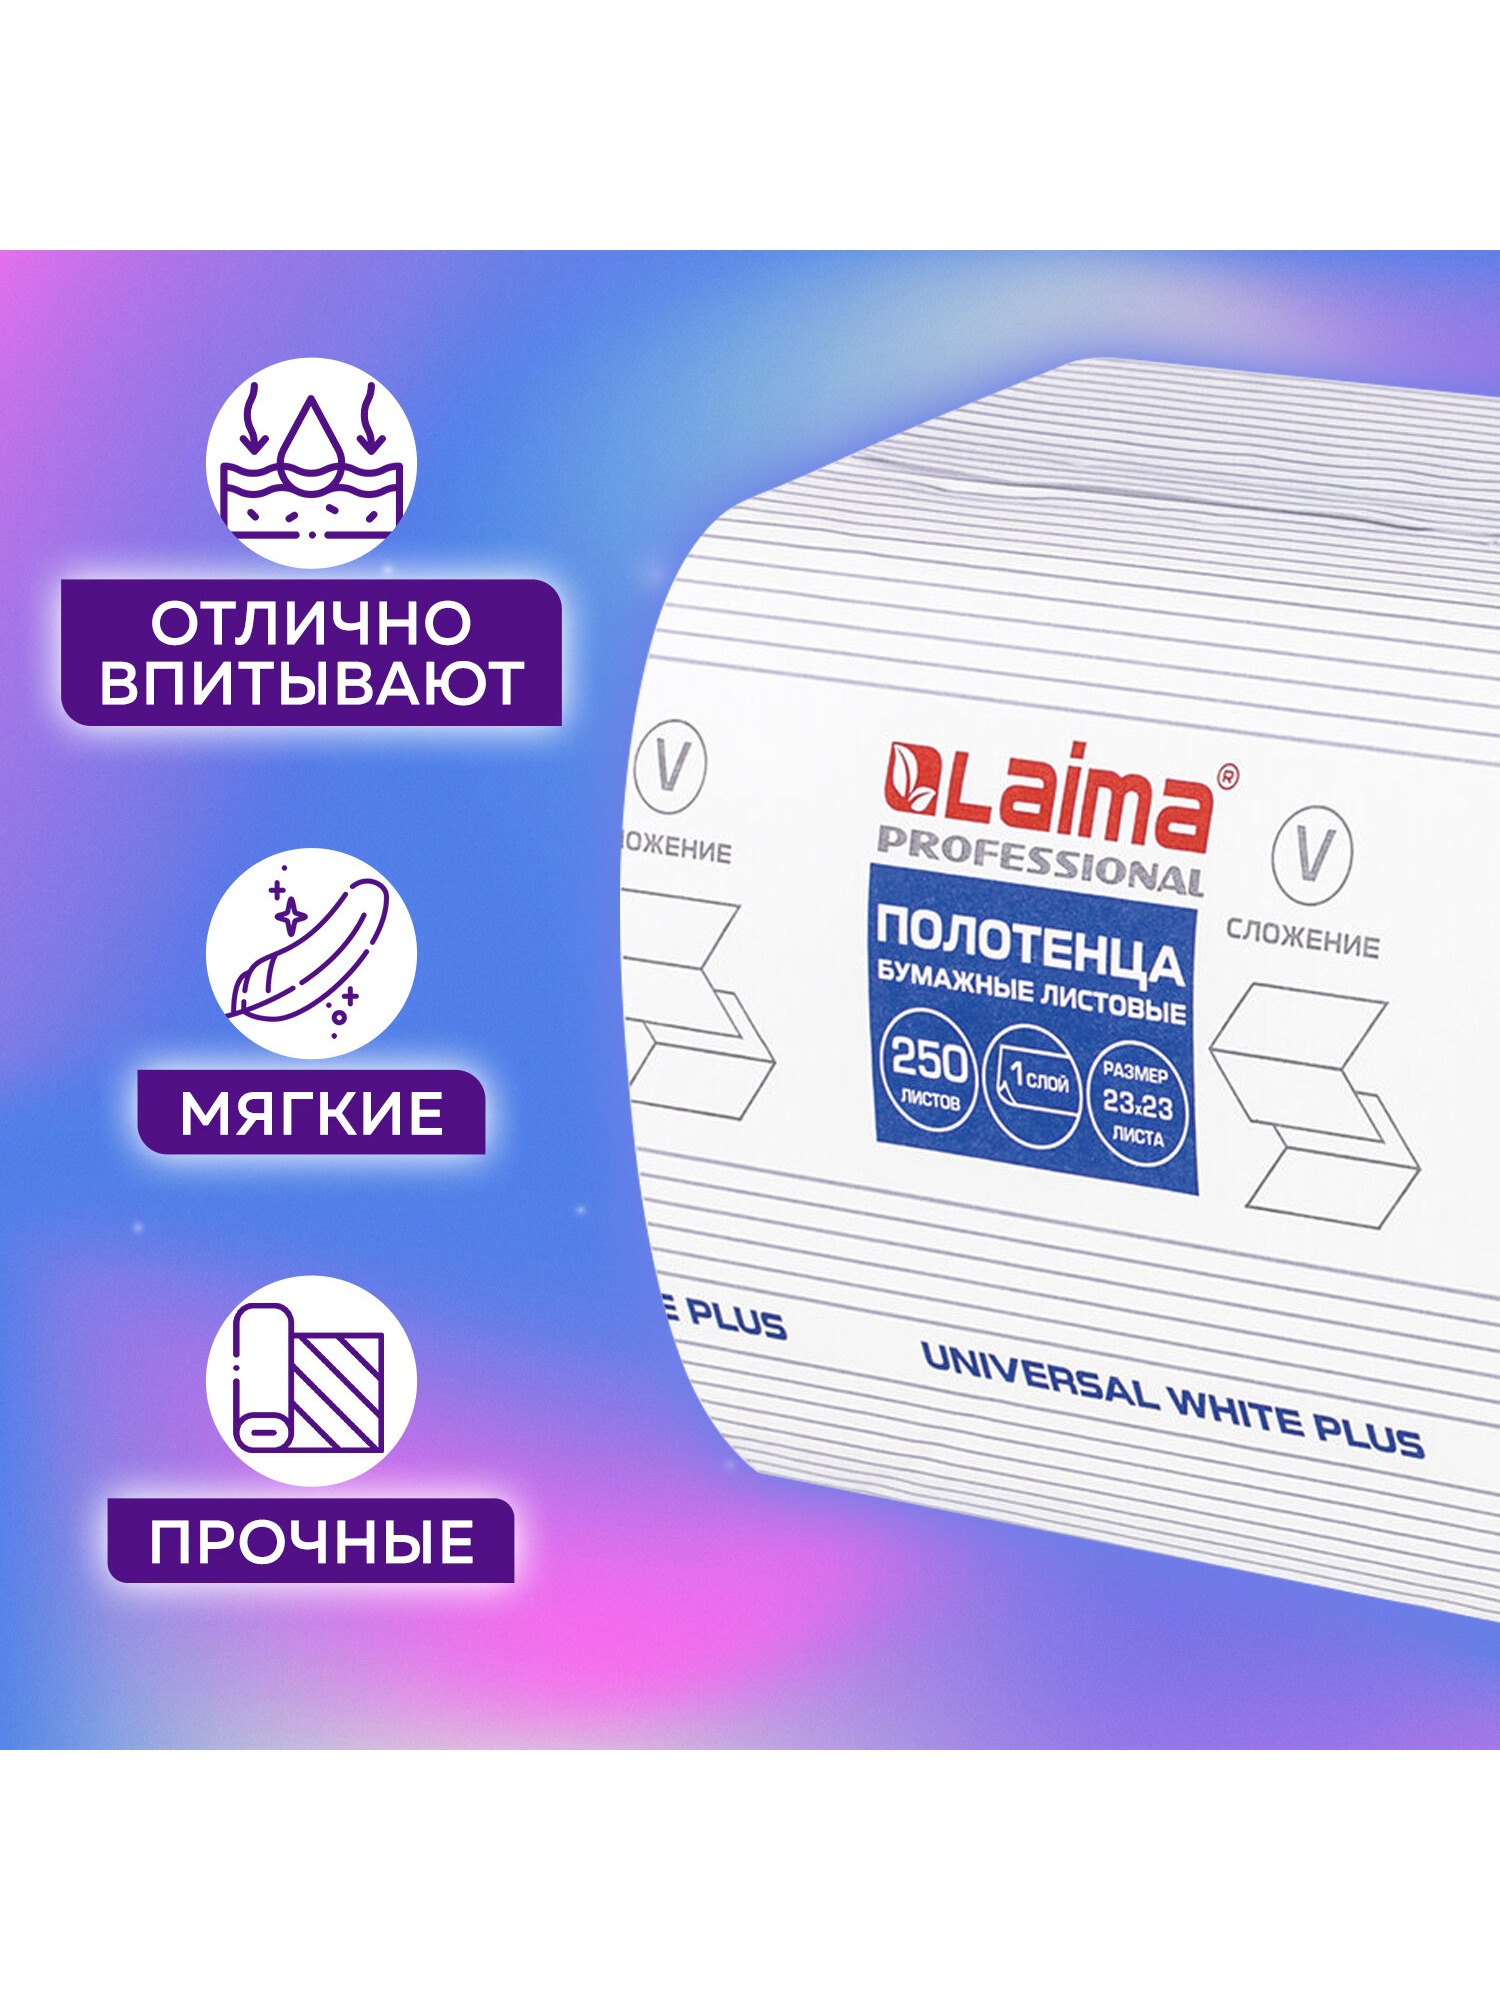 ОТЛИЧНО
ВПИТЫВАЮТ
МЯГКИЕ
ПРОЧНЫЕ
V
Laima®
PROFESSIONAL
ПОЛОТЕНЦА
БУМАЖНЫЕ ЛИСТОВЫЕ
250
ЛИСТОВ
1 СЛОЙ
РАЗМЕР
23x23
ЛИСТА
V
СЛОЖЕНИЕ
PLUS
UNIVERSAL WHITE PLUS